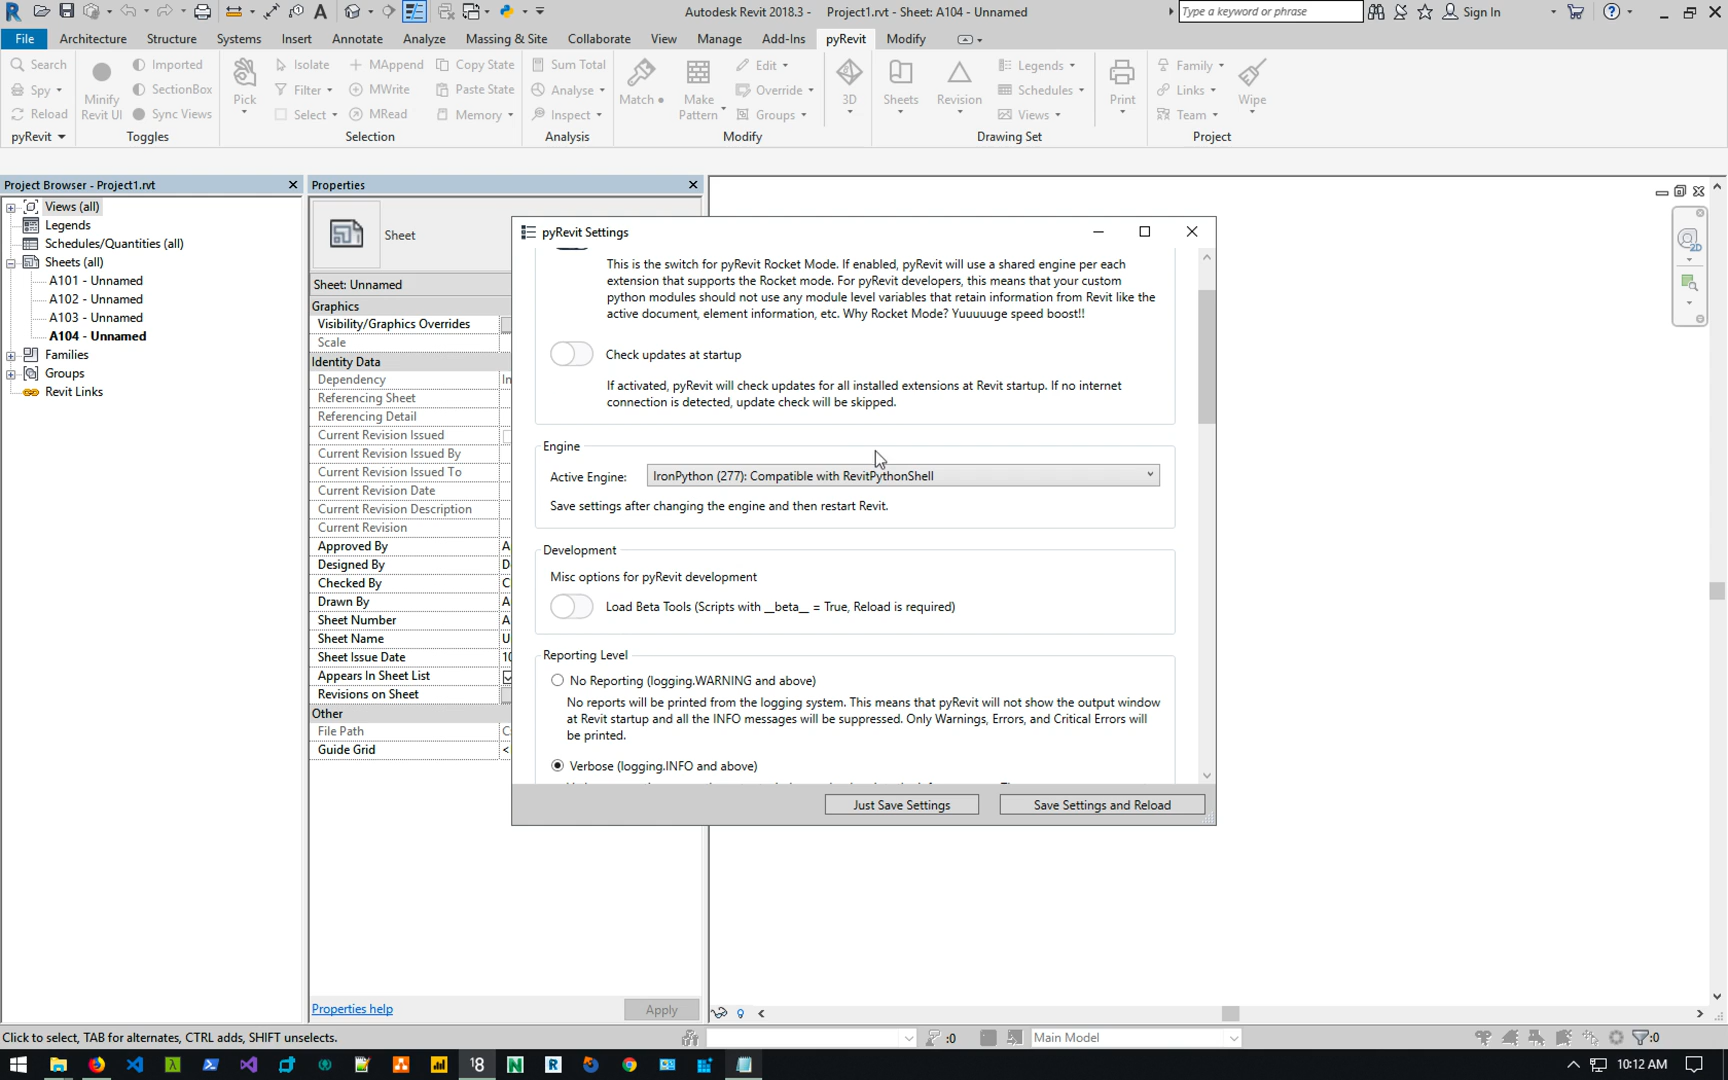 Autodesk Revit 2018.3 - Project1.rvt - Sheet: A104 - Unnamed
Type a keyword or phrase
Sign In
File Architecture Structure Systems Insert Annotate Analyze Massing & Site Collaborate View Manage Add-Ins pyRevit Modify
Search
Spy
Reload
pyRevit
Minify
Revit UI
Imported
SectionBox
Sync Views
Toggles
Pick
Isolate
Filter
Select
MAppend
MWrite
MRead
Copy State
Paste State
Memory
Selection
Sum Total
Analyse
Inspect
Analysis
Match
Make
Pattern
Edit
Override
Groups
Modify
3D
Sheets
Revision
Legends
Schedules
Views
Drawing Set
Print
Family
Links
Team
Wipe
Project
Project Browser - Project1.rvt
Views (all)
Legends
Schedules/Quantities (all)
Sheets (all)
A101 - Unnamed
A102 - Unnamed
A103 - Unnamed
A104 - Unnamed
Families
Groups
Revit Links
Properties
Sheet
Sheet: Unnamed
Graphics
Visibility/Graphics Overrides
Scale
Identity Data
Dependency
Referencing Sheet
Referencing Detail
Current Revision Issued
Current Revision Issued By
Current Revision Issued To
Current Revision Date
Current Revision Description
Current Revision
Approved By
Designed By
Checked By
Drawn By
Sheet Number
Sheet Name
Sheet Issue Date
Appears In Sheet List
Revisions on Sheet
Other
File Path
Guide Grid
Properties help
Apply
pyRevit Settings
This is the switch for pyRevit Rocket Mode. If enabled, pyRevit will use a shared engine per each
extension that supports the Rocket mode. For pyRevit developers, this means that your custom
python modules should not use any module level variables that retain information from Revit like the
active document, element information, etc. Why Rocket Mode? Yuuuuuge speed boost!!
Check updates at startup
If activated, pyRevit will check updates for all installed extensions at Revit startup. If no internet
connection is detected, update check will be skipped.
Engine
Active Engine: IronPython (277): Compatible with RevitPythonShell
Save settings after changing the engine and then restart Revit.
Development
Misc options for pyRevit development
Load Beta Tools (Scripts with __beta__ = True, Reload is required)
Reporting Level
No Reporting (logging.WARNING and above)
No reports will be printed from the logging system. This means that pyRevit will not show the output window
at Revit startup and all the INFO messages will be suppressed. Only Warnings, Errors, and Critical Errors will
be printed.
Verbose (logging.INFO and above)
Just Save Settings
Save Settings and Reload
Click to select, TAB for alternates, CTRL adds, SHIFT unselects.
:0
Main Model
:0
18
10:12 AM